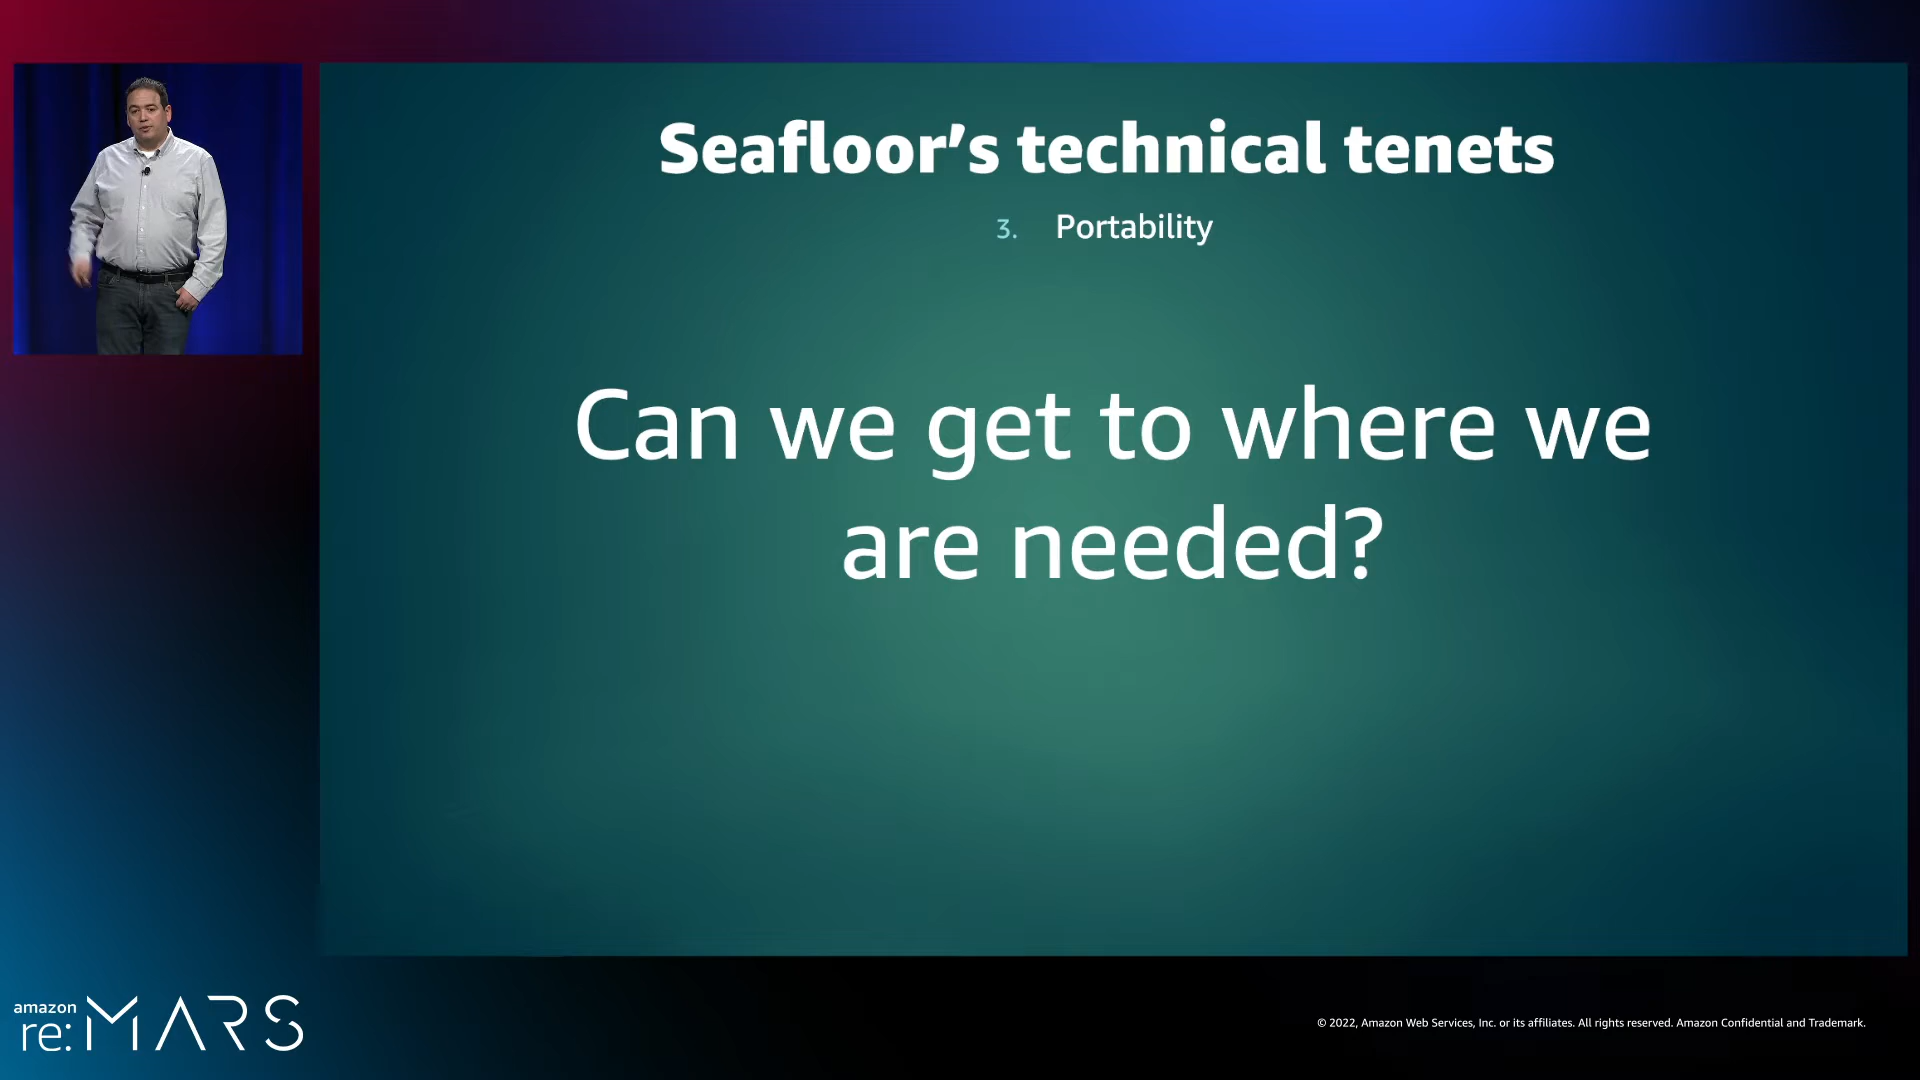 Seafloor’s technical tenets
3. Portability
Can we get to where we
are needed?
amazon
re:MARS
© 2022, Amazon Web Services, Inc. or its affiliates. All rights reserved. Amazon Confidential and Trademark.